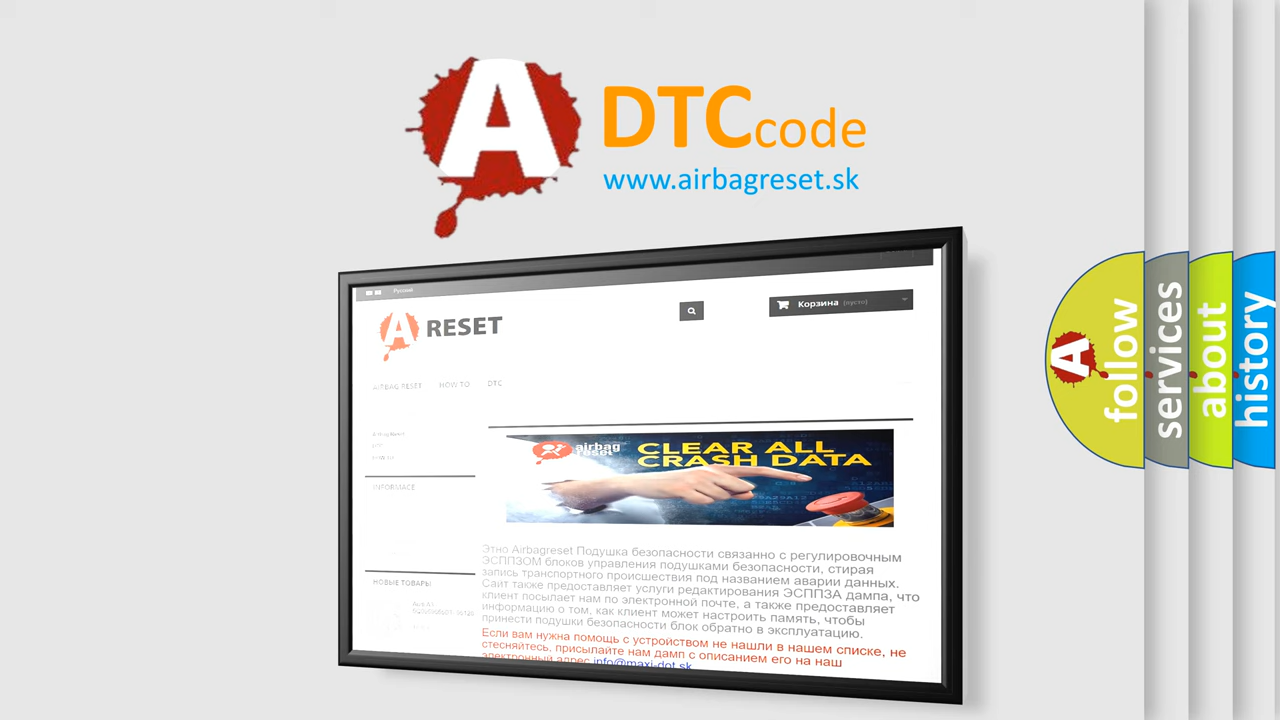 A DTCcode
www.airbagreset.sk
Русский
Корзина (пусто)
A RESET
AIRBAG RESET HOW TO DTC
airbag
reset
CLEAR ALL
CRASH DATA
INFORMACE
НОВЫЕ ТОВАРЫ
Этно Airbagreset Подушка безопасности связанно с регулировочным
ЭСППЗОМ блоков управления подушками безопасности, стирая
запись транспортного происшествия под названием аварии данных.
Сайт также предоставляет услуги редактирования ЭСППЗА дампа, что
клиент посылает нам по электронной почте, а также предоставляет
информацию о том, как клиент может настроить память, чтобы
принести подушки безопасности блок обратно в эксплуатацию.
Если вам нужна помощь с устройством не нашли в нашем списке, не
стесняйтесь, присылайте нам дамп с описанием его на наш
электронный адрес info@maxi-dot.sk
A
follow
services
about
history